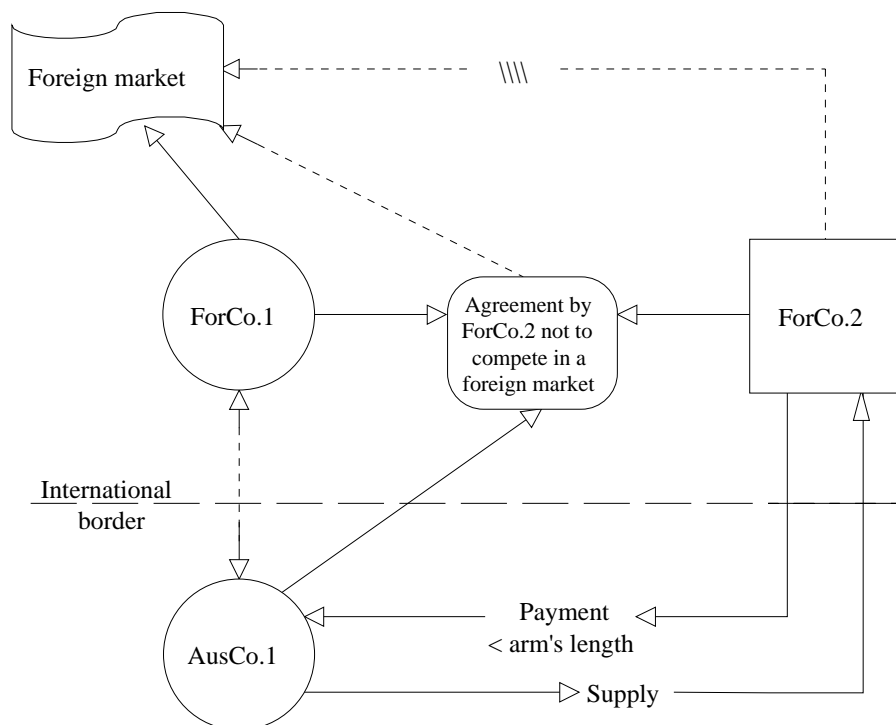 Foreign market
ForCo.1
Agreement by
ForCo.2 not to
compete in a
foreign market
ForCo.2
International
border
AusCo.1
Payment
< arm's length
Supply